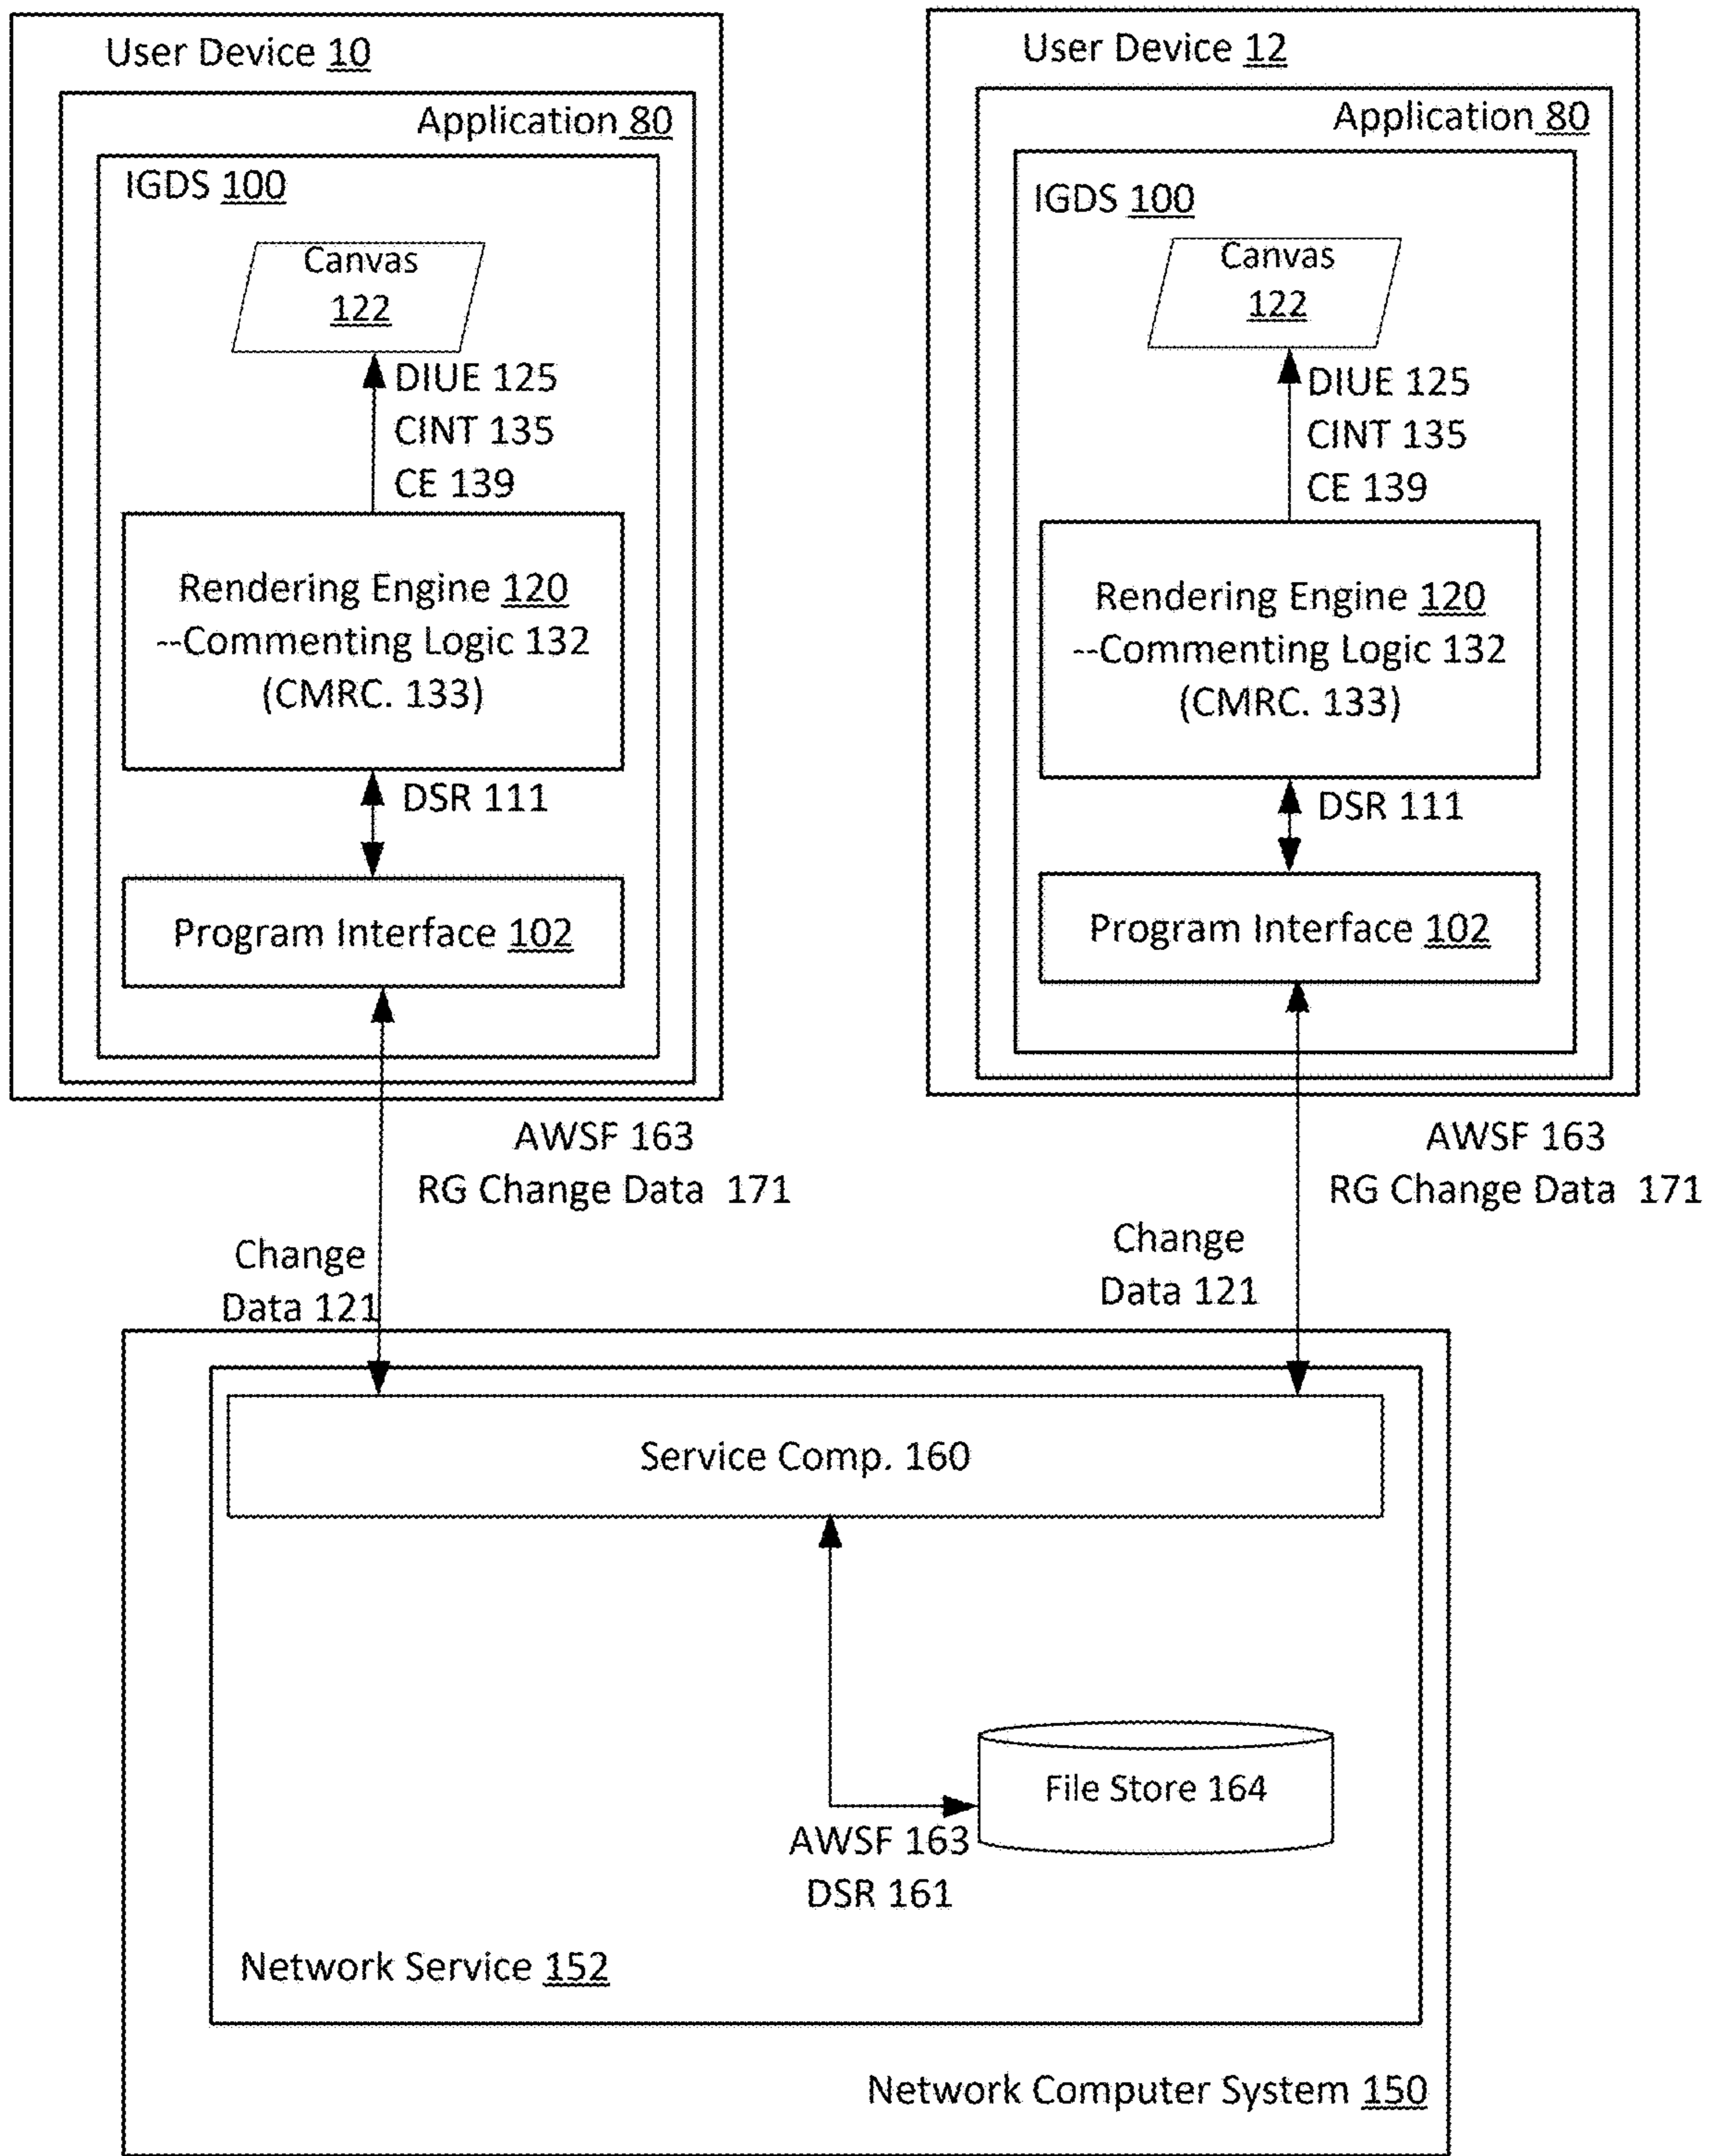 User Device 10
Application 80
IGDS 100
Canvas
122
DIUE 125
CINT 135
CE 139
Rendering Engine 120
--Commenting Logic 132
(CMRC. 133)
DSR 111
Program Interface 102
User Device 12
Application 80
IGDS 100
Canvas
122
DIUE 125
CINT 135
CE 139
Rendering Engine 120
--Commenting Logic 132
(CMRC. 133)
DSR 111
Program Interface 102
AWSF 163
RG Change Data 171
Change
Data 121
AWSF 163
RG Change Data 171
Change
Data 121
Service Comp. 160
File Store 164
AWSF 163
DSR 161
Network Service 152
Network Computer System 150